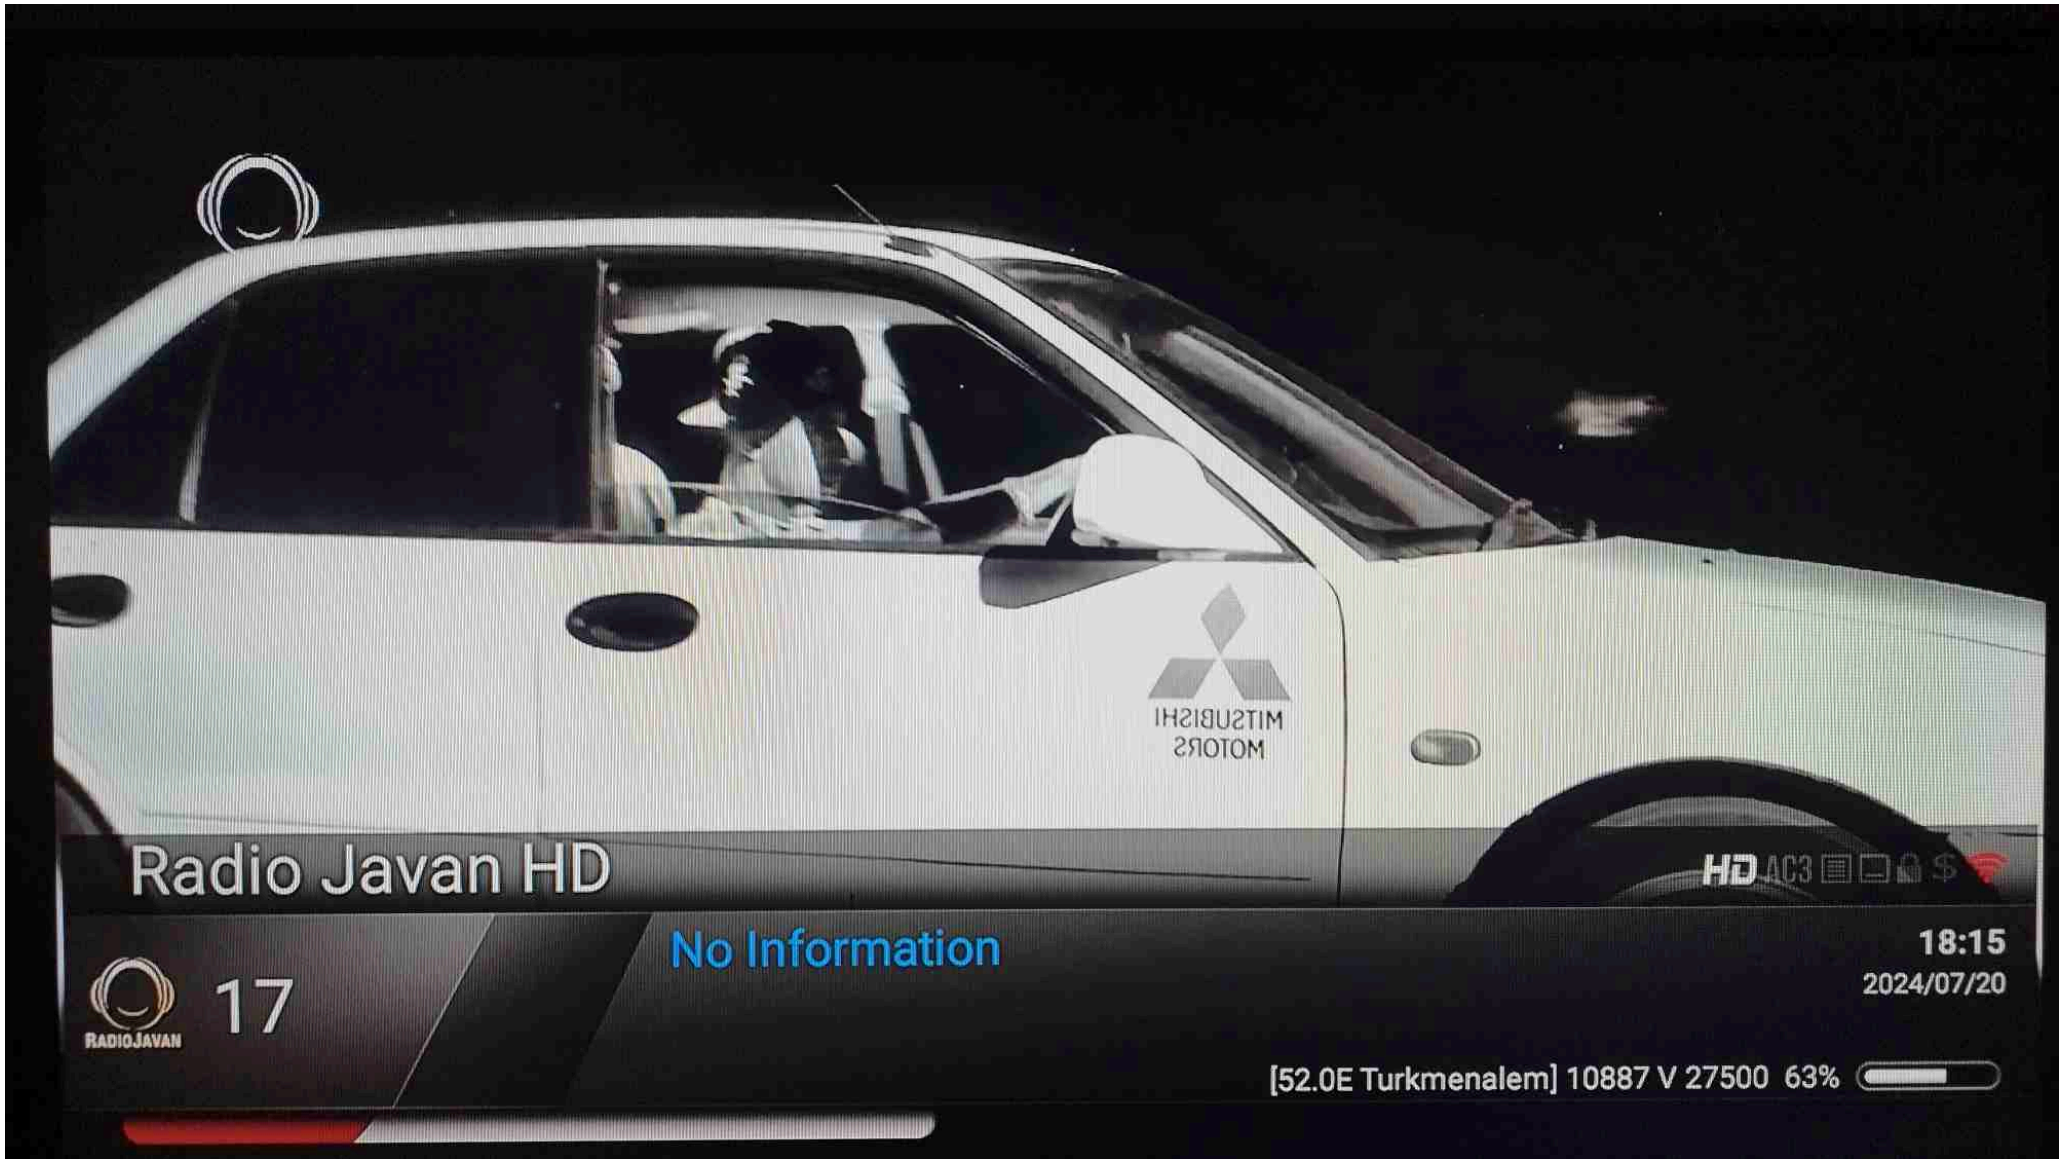 MITSUBISHI
MOTORS
Radio Javan HD
HD AC3 $
No Information
18:15
2024/07/20
17
RADIOJAVAN
[52.0E Turkmenalem] 10887 V 27500 63%